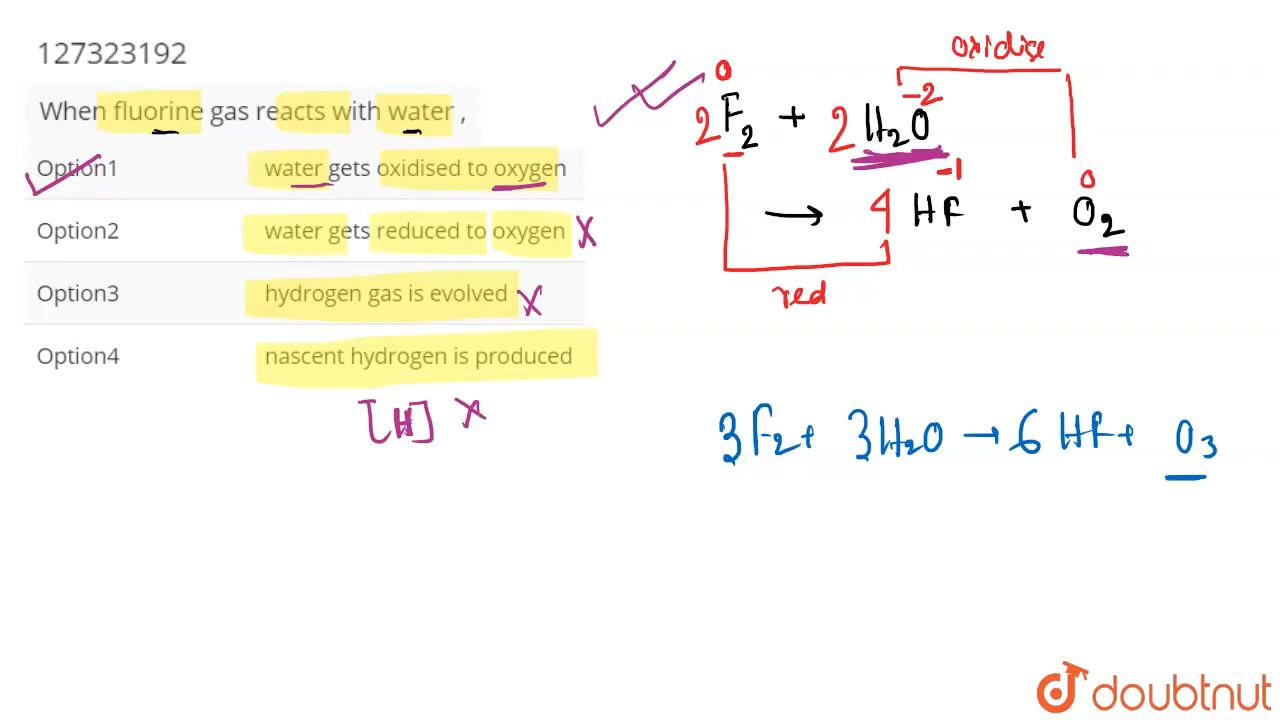 127323192
When fluorine gas reacts with water ,
Option1 water gets oxidised to oxygen
Option2 water gets reduced to oxygen X
Option3 hydrogen gas is evolved X
Option4 nascent hydrogen is produced
[H] X
oxidise
0 -2
2F₂ + 2H₂O
-1 0
→ 4 HF + O₂
red
3F₂ + 3H₂O → 6 HF + O₃
doubtnut